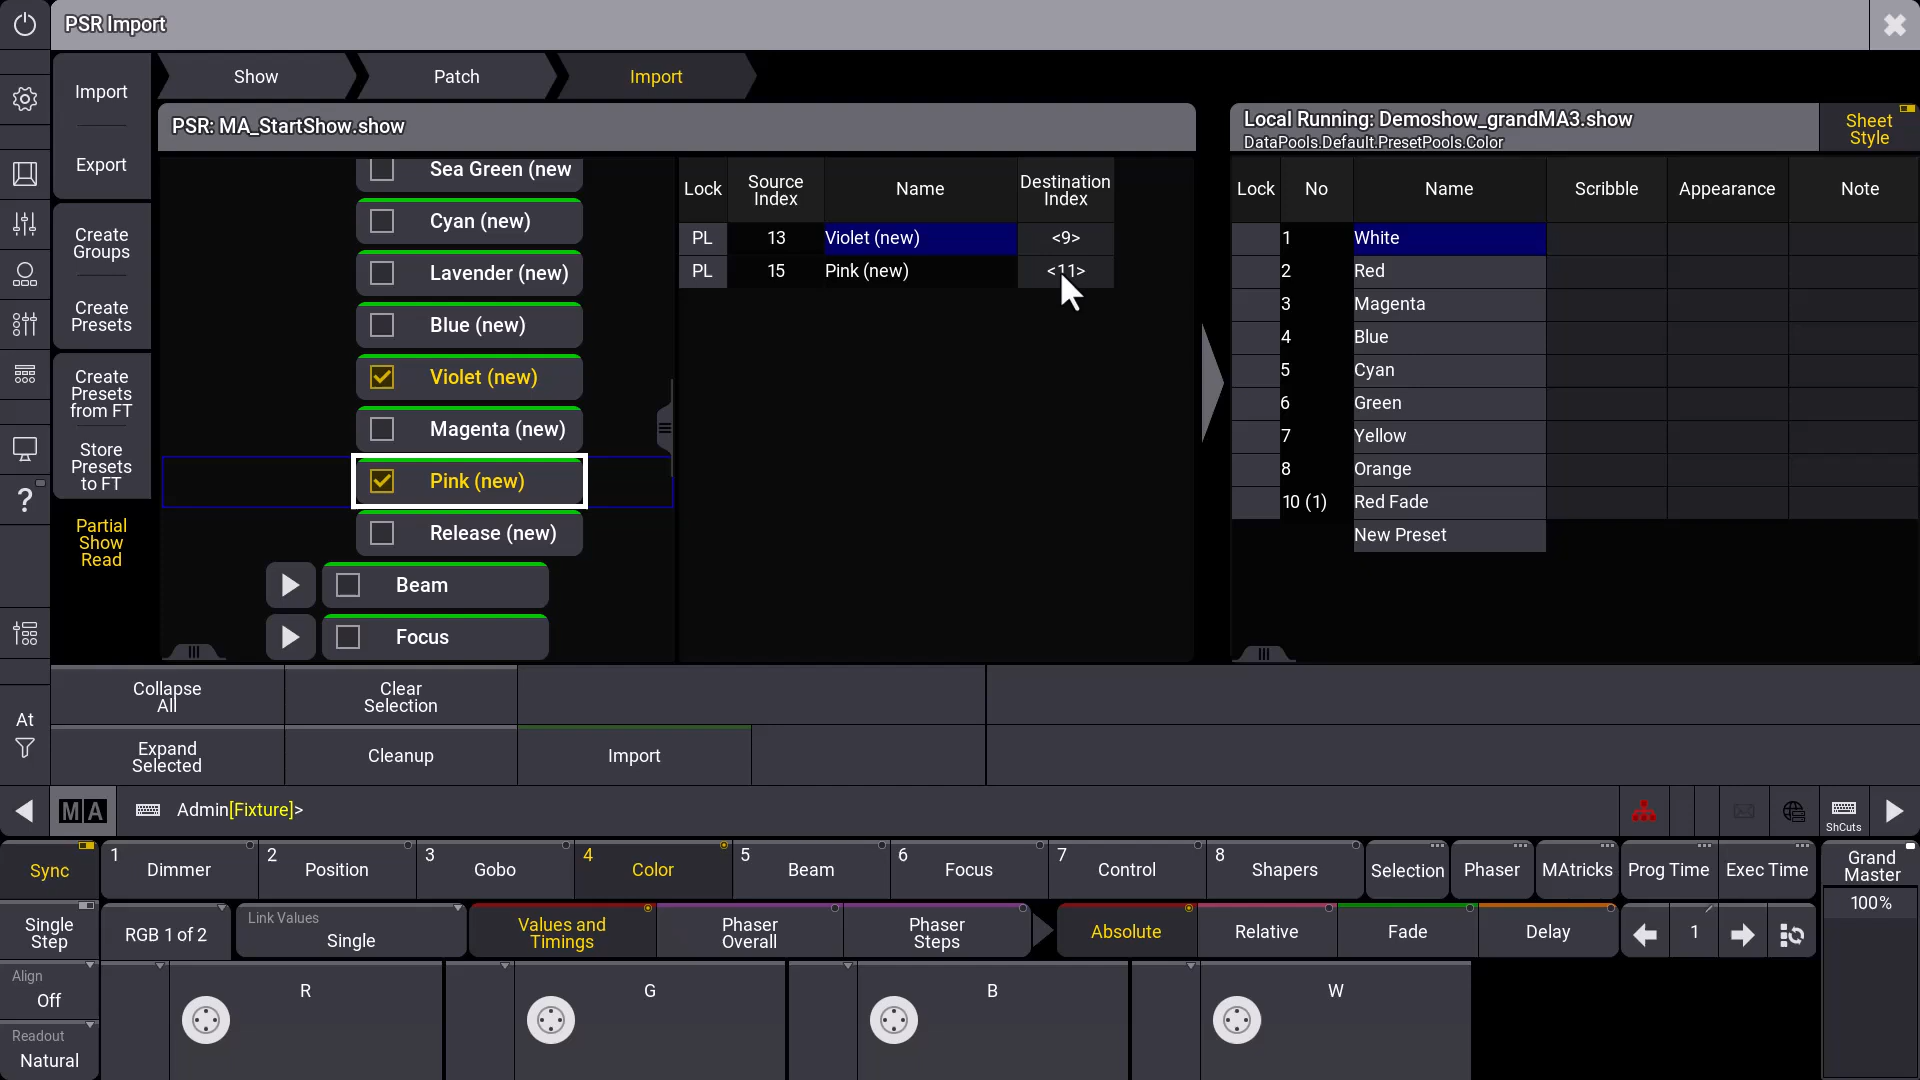 PSR Import
Import
Export
Create
Groups
Create
Presets
Create
Presets
from FT
Store
Presets
to FT
Partial
Show
Read
?
At
Show
Patch
Import
PSR: MA_StartShow.show
Sea Green (new
Cyan (new)
Lavender (new)
Blue (new)
Violet (new)
Magenta (new)
Pink (new)
Release (new)
Beam
Focus
Lock
Source
Index
Name
Destination
Index
PL 13 Violet (new) <9>
PL 15 Pink (new) <11>
Local Running: Demoshow_grandMA3.show
DataPools.Default.PresetPools.Color
Sheet
Style
Lock No Name Scribble Appearance Note
1 White
2 Red
3 Magenta
4 Blue
5 Cyan
6 Green
7 Yellow
8 Orange
10 (1) Red Fade
New Preset
Collapse
All
Clear
Selection
Expand
Selected
Cleanup
Import
MA
Admin[Fixture]>
ShCuts
Sync
1 Dimmer
2 Position
3 Gobo
4 Color
5 Beam
6 Focus
7 Control
8 Shapers
Selection
Phaser
MAtricks
Prog Time
Exec Time
Grand
Master
100%
Single
Step
RGB 1 of 2
Link Values
Single
Values and
Timings
Phaser
Overall
Phaser
Steps
Absolute
Relative
Fade
Delay
1
Align
Off
Readout
Natural
R
G
B
W